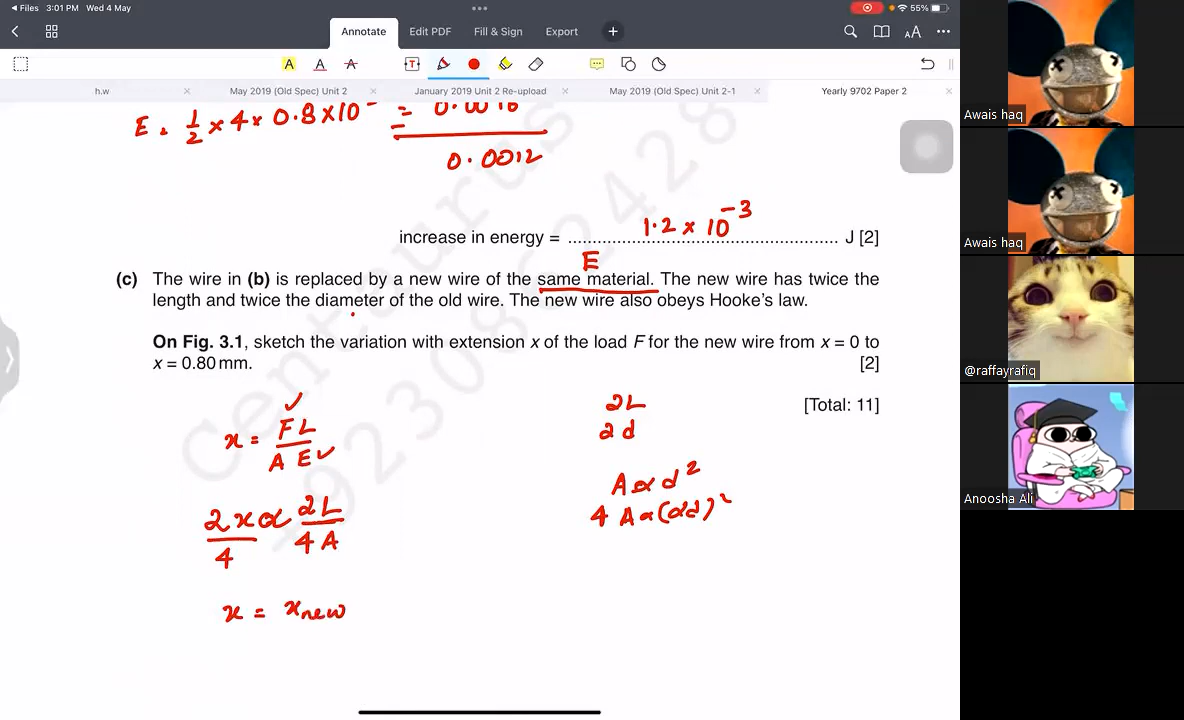 Files 3:01 PM Wed 4 May 55%
Annotate Edit PDF Fill & Sign Export
h.w May 2019 (Old Spec) Unit 2 January 2019 Unit 2 Re-upload May 2019 (Old Spec) Unit 2-1 Yearly 9702 Paper 2
E = 1/2 × 4 × 0.8 × 10
0.0012
increase in energy = 1.2 × 10⁻³ J [2]
E
(c) The wire in (b) is replaced by a new wire of the same material. The new wire has twice the
length and twice the diameter of the old wire. The new wire also obeys Hooke's law.
On Fig. 3.1, sketch the variation with extension x of the load F for the new wire from x = 0 to
x = 0.80 mm. [2]
[Total: 11]
x = FL / AE
2x/4 ∝ 2L/4A
x = xnew
2L
2d
A ∝ d²
Centaurus
Awais haq
Awais haq
@raffayrafiq
Anoosha Ali